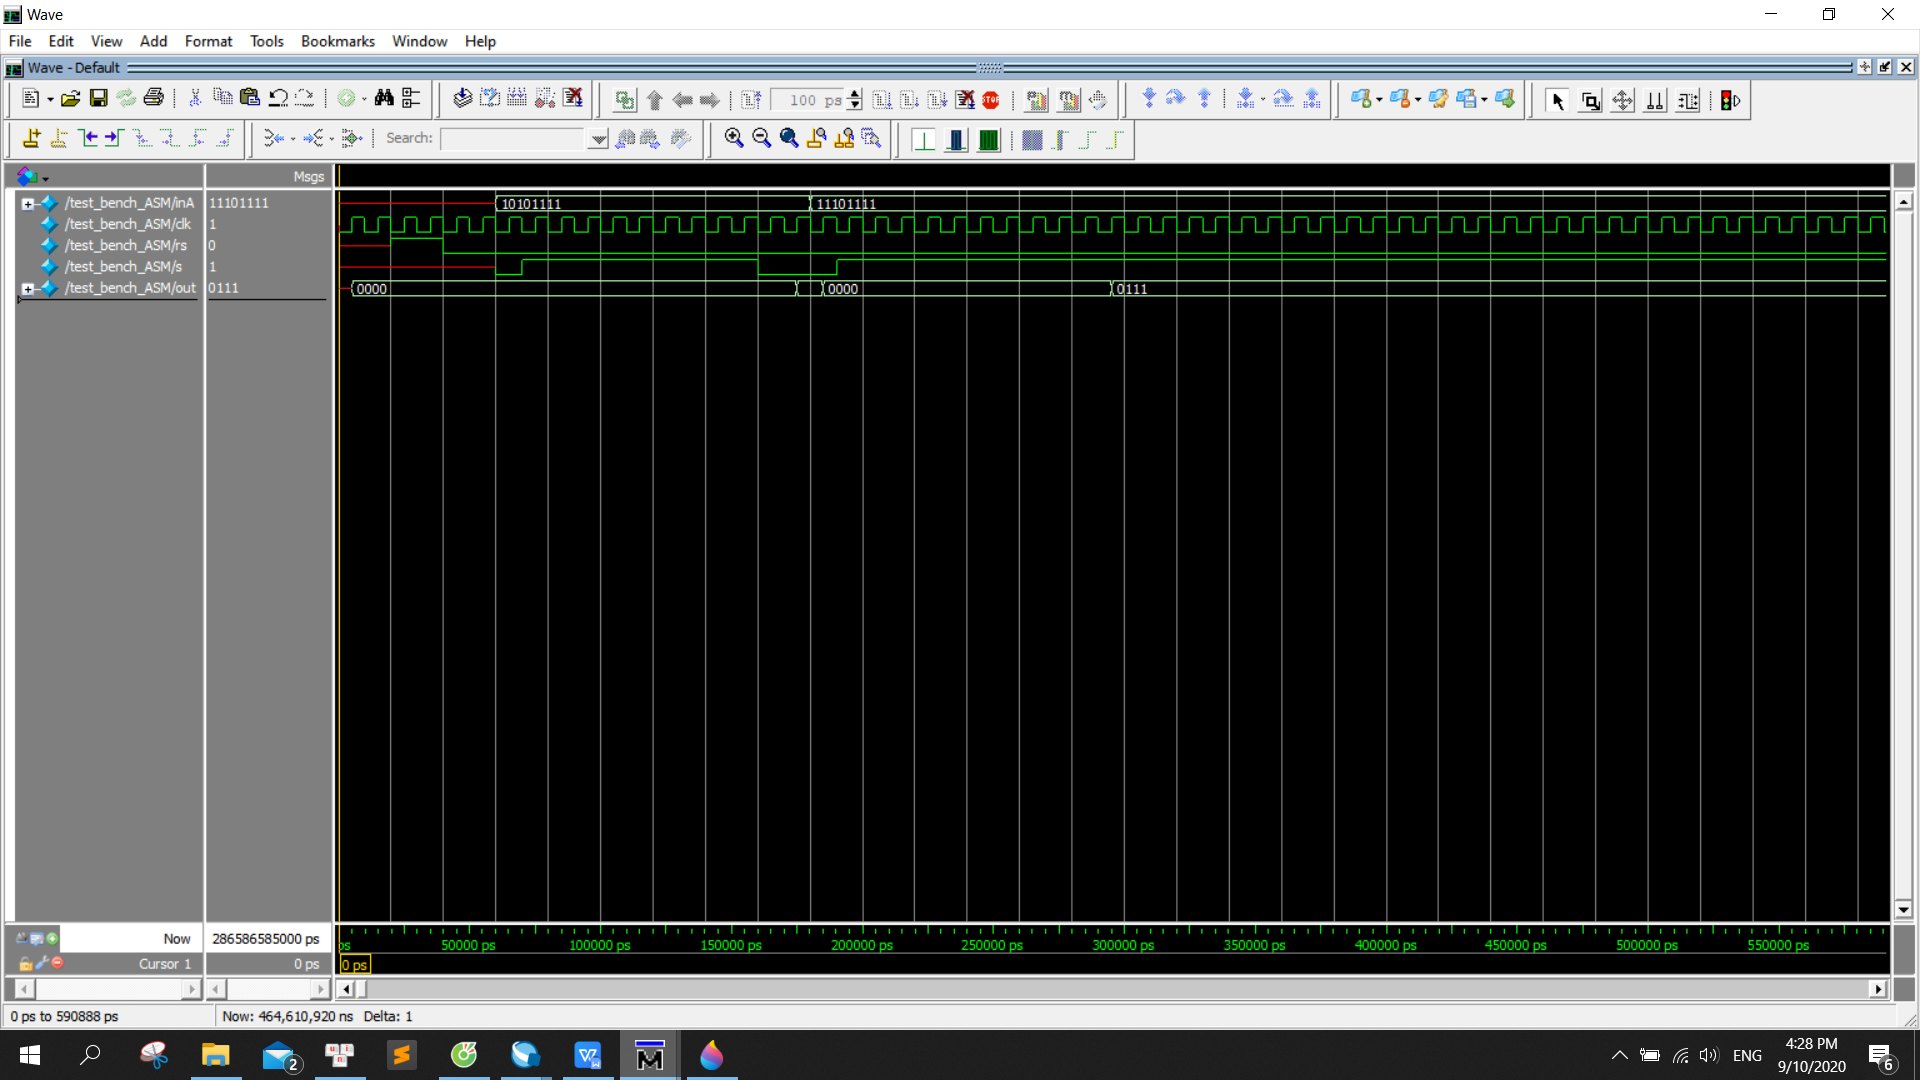 Wave
File Edit View Add Format Tools Bookmarks Window Help
Wave - Default
100 ps
STOP
Search:
Msgs
/test_bench_ASM/inA 11101111 10101111 11101111
/test_bench_ASM/clk 1
/test_bench_ASM/rs 0
/test_bench_ASM/s 1
/test_bench_ASM/out 0111 0000 0000 0111
Now 286586585000 ps ps 50000 ps 100000 ps 150000 ps 200000 ps 250000 ps 300000 ps 350000 ps 400000 ps 450000 ps 500000 ps 550000 ps
Cursor 1 0 ps 0 ps
0 ps to 590888 ps Now: 464,610,920 ns Delta: 1
2 ENG 4:28 PM 6
9/10/2020